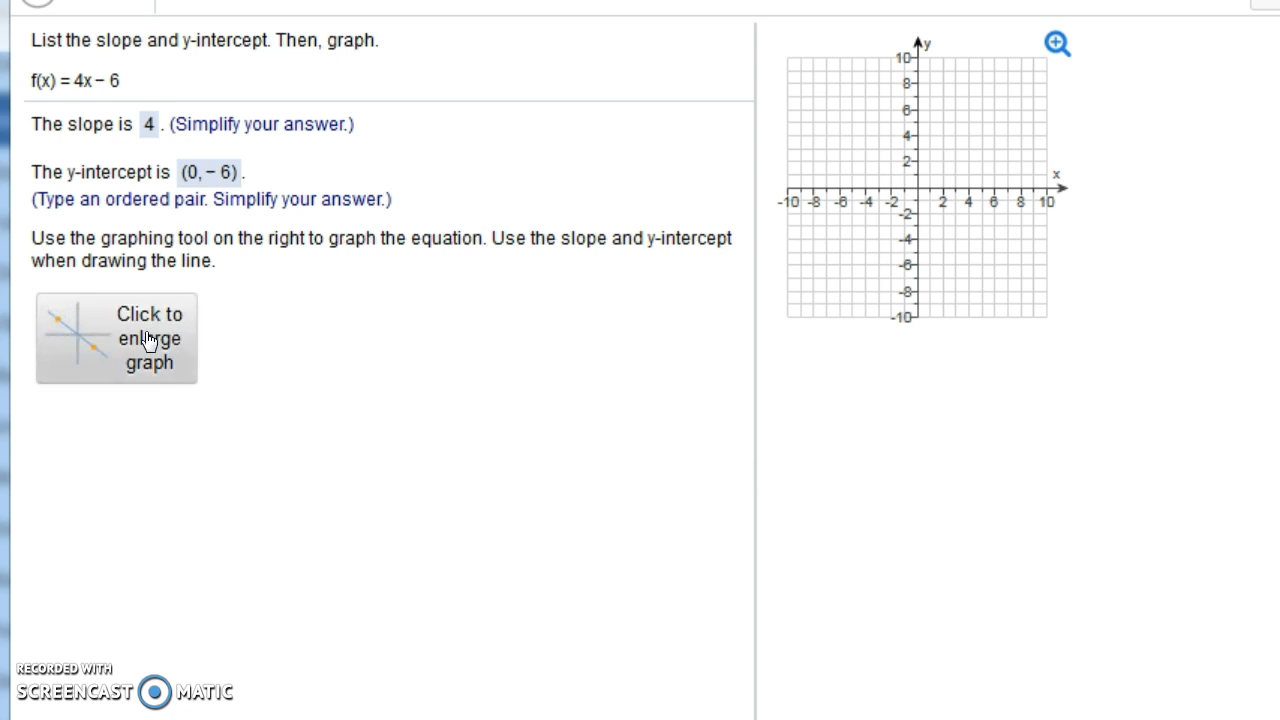 List the slope and y-intercept. Then, graph.
f(x) = 4x − 6
The slope is 4. (Simplify your answer.)
The y-intercept is (0, − 6).
(Type an ordered pair. Simplify your answer.)
Use the graphing tool on the right to graph the equation. Use the slope and y-intercept
when drawing the line.
Click to
enlarge
graph
y
10
8
6
4
2
x
-10 -8 -6 -4 -2 2 4 6 8 10
-2
-4
-6
-8
-10
RECORDED WITH
SCREENCAST MATIC